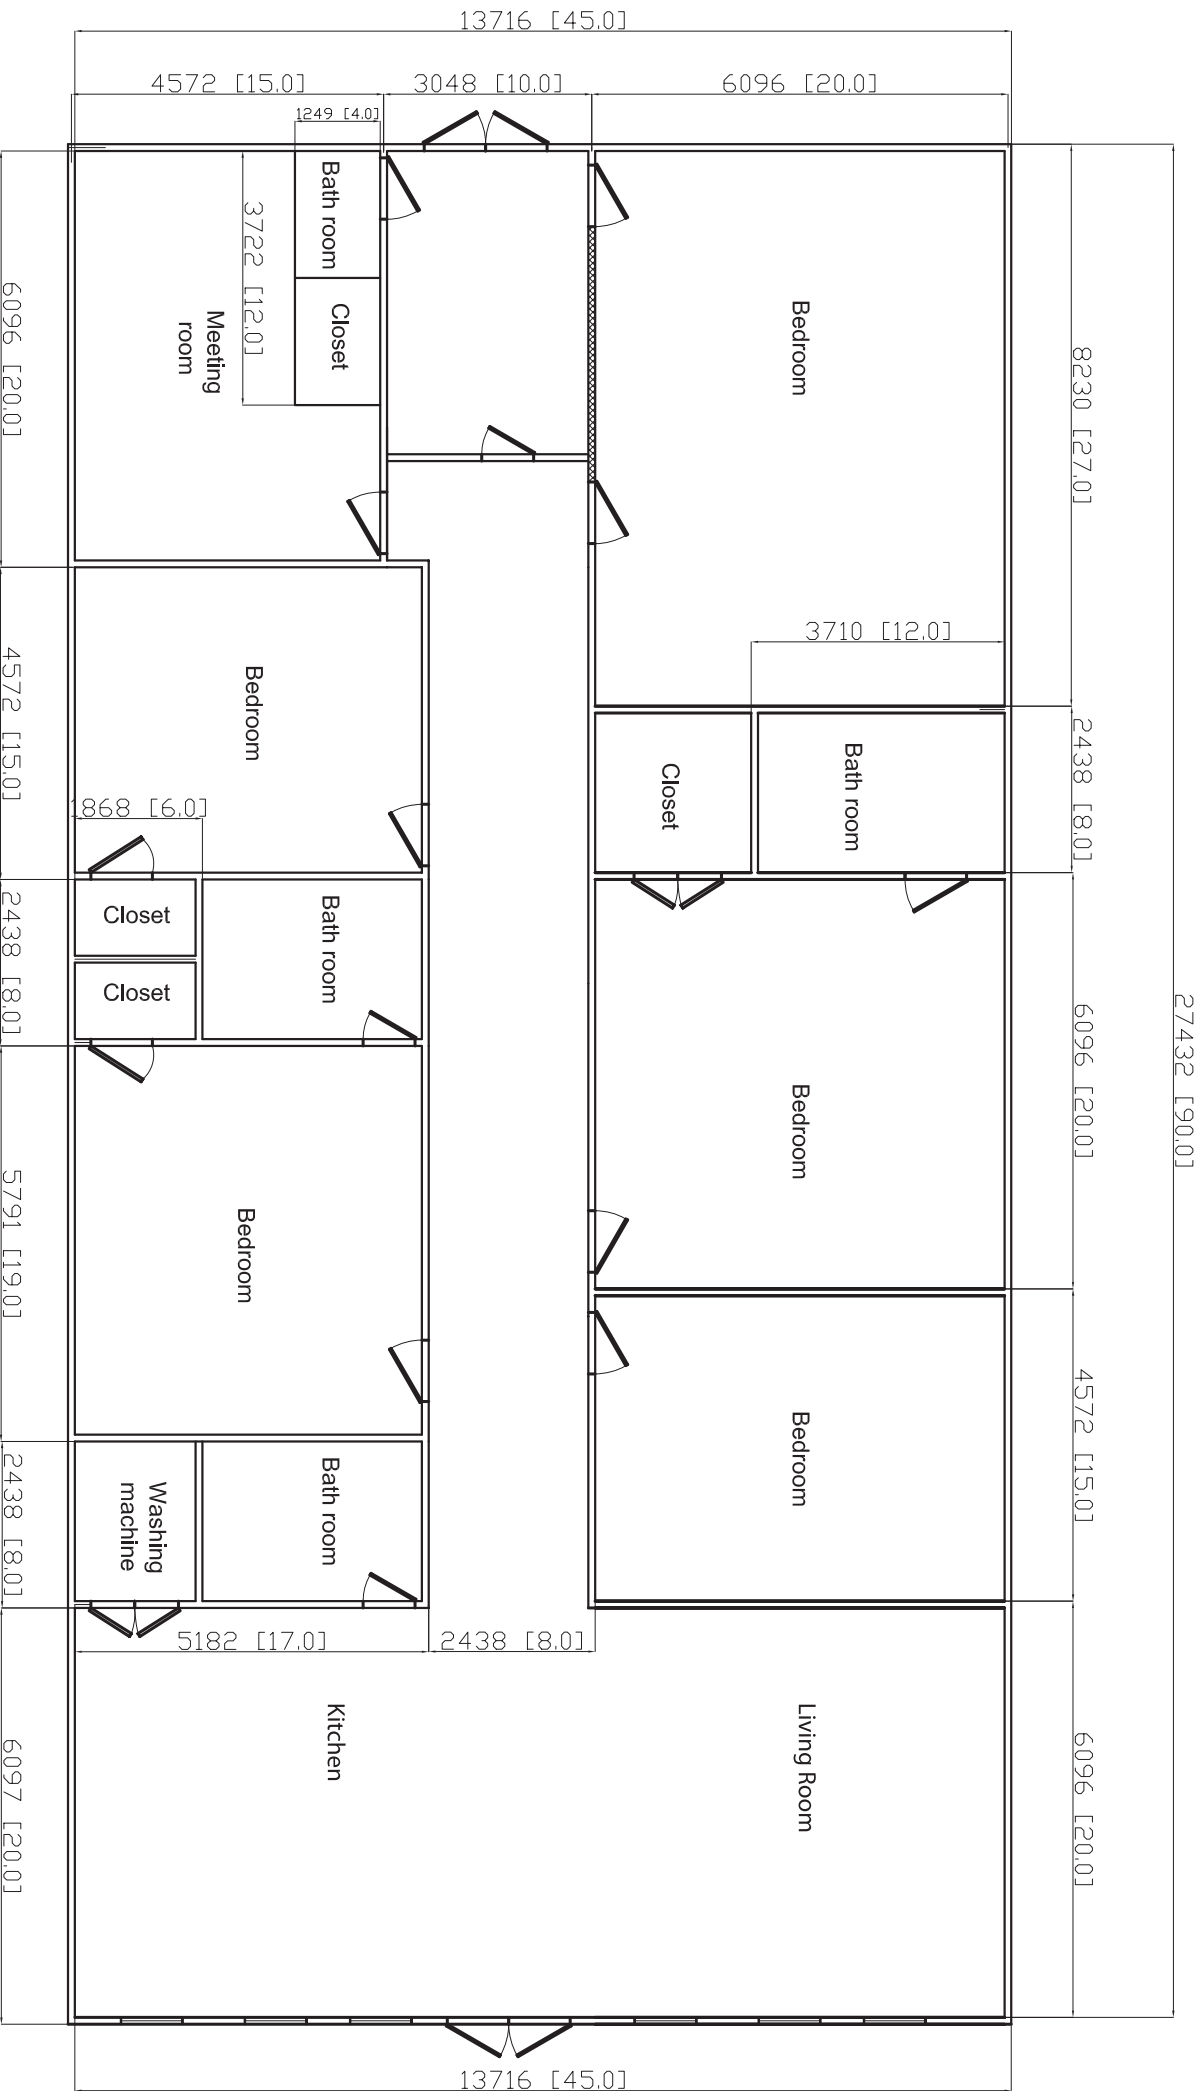 13716 [45.0]
4572 [15.0]
3048 [10.0]
6096 [20.0]
1249 [4.0]
Bath room
Closet
3722 [12.0]
Meeting
room
6096 [20.0]
Bedroom
8230 [27.0]
3710 [12.0]
Bedroom
4572 [15.0]
1868 [6.0]
Closet
Bath room
2438 [8.0]
Closet
Closet
Bath room
2438 [8.0]
27432 [90.0]
Bedroom
6096 [20.0]
Bedroom
5791 [19.0]
Bedroom
4572 [15.0]
Washing
machine
Bath room
2438 [8.0]
5182 [17.0]
2438 [8.0]
Kitchen
Living Room
6097 [20.0]
6096 [20.0]
13716 [45.0]